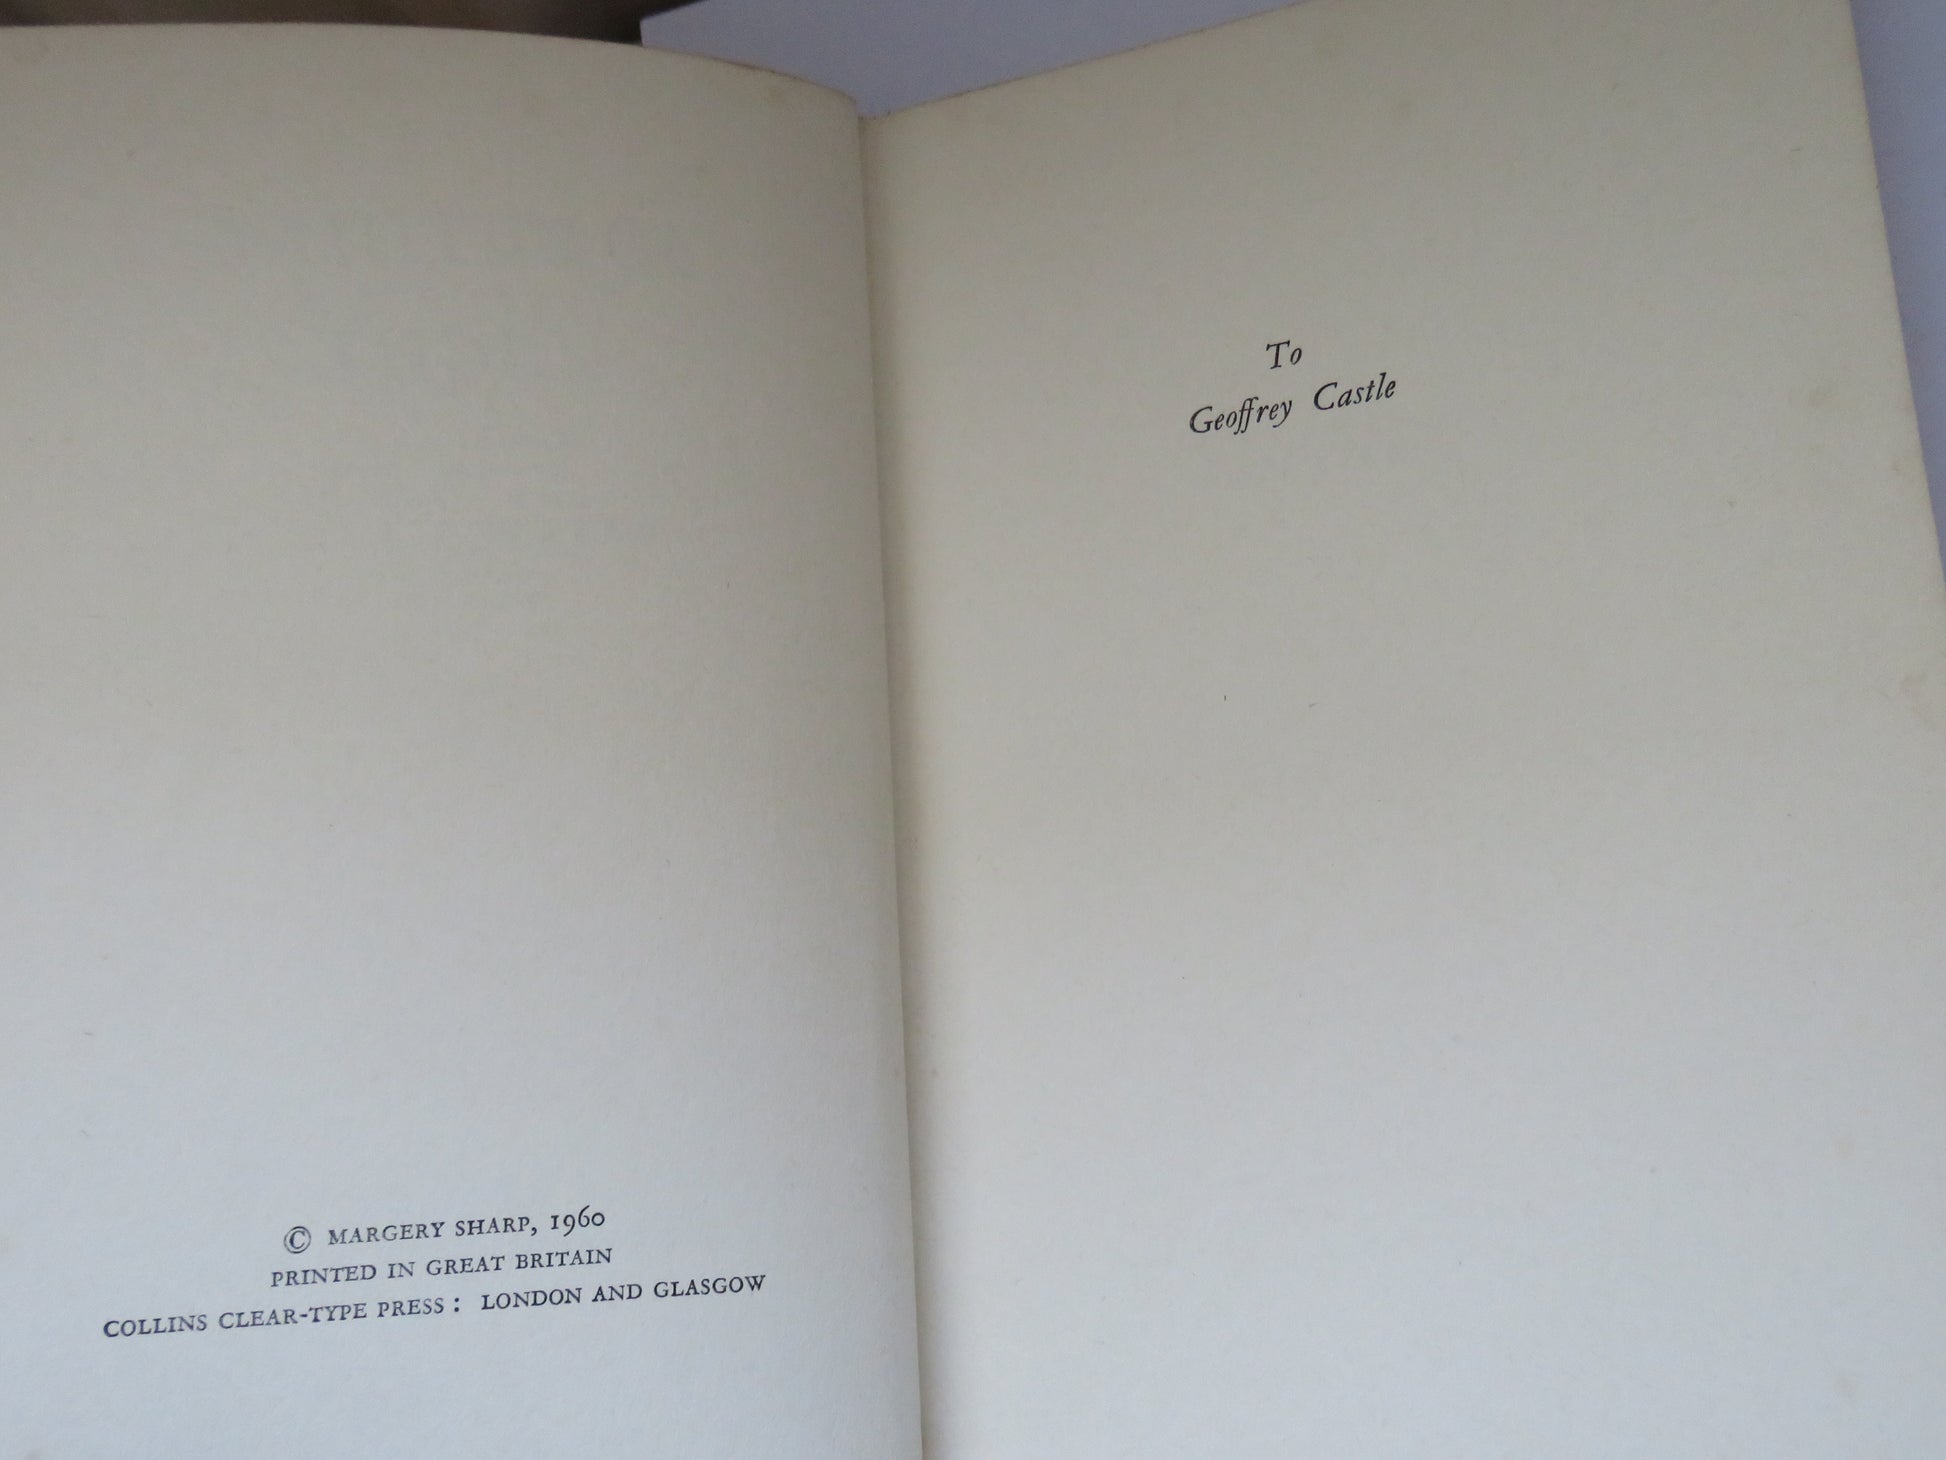 © MARGERY SHARP, 1960
PRINTED IN GREAT BRITAIN
COLLINS CLEAR-TYPE PRESS : LONDON AND GLASGOW
To
Geoffrey Castle